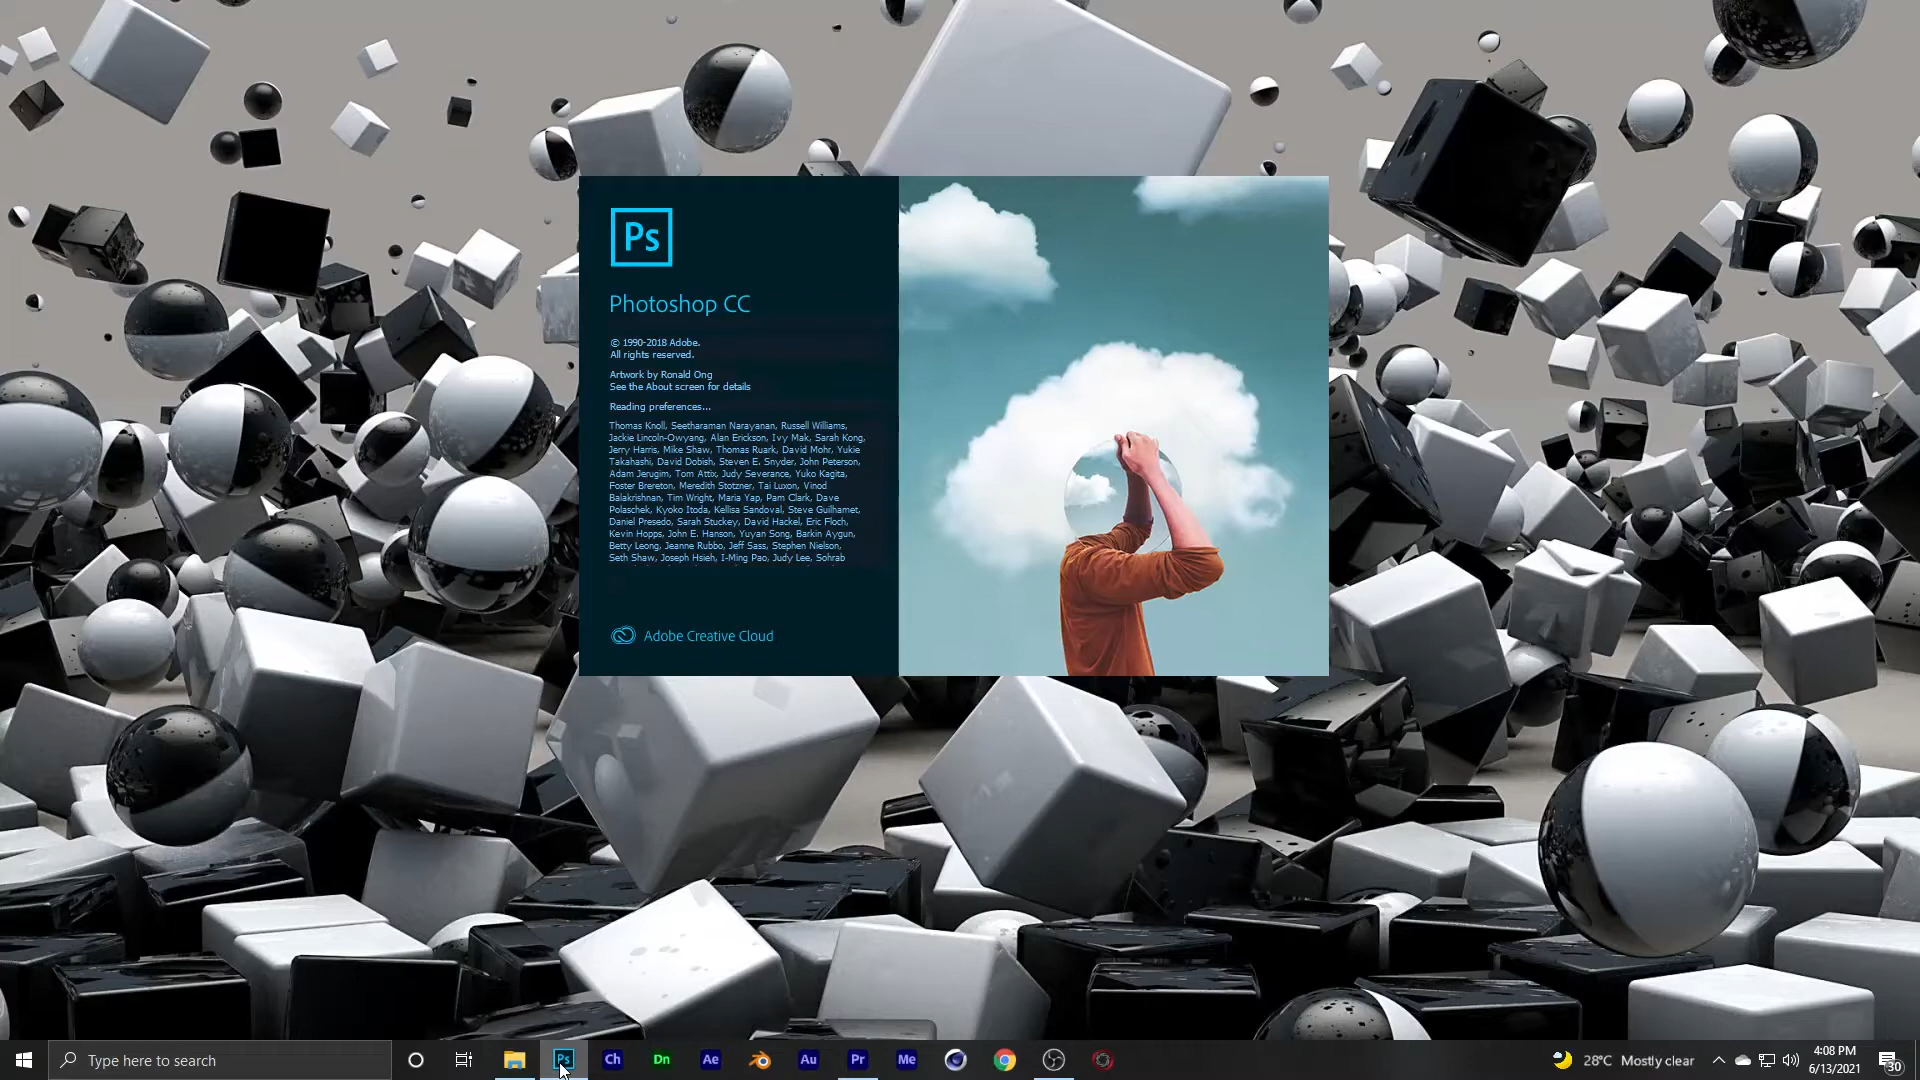 Ps
Photoshop CC
© 1990-2018 Adobe.
All rights reserved.
Artwork by Ronald Ong
See the About screen for details
Reading preferences...
Thomas Knoll, Seetharaman Narayanan, Russell Williams,
Jackie Lincoln-Owyang, Alan Erickson, Ivy Mak, Sarah Kong,
Jerry Harris, Mike Shaw, Thomas Ruark, David Mohr, Yukie
Takahashi, David Dobish, Steven E. Snyder, John Peterson,
Adam Jerugim, Tom Attix, Judy Severance, Yuko Kagita,
Foster Brereton, Meredith Stotzner, Tai Luxon, Vinod
Balakrishnan, Tim Wright, Maria Yap, Pam Clark, Dave
Polaschek, Kyoko Itoda, Kellisa Sandoval, Steve Guilhamet,
Daniel Presedo, Sarah Stuckey, David Hackel, Eric Floch,
Kevin Hopps, John E. Hanson, Yuyan Song, Barkin Aygun,
Betty Leong, Jeanne Rubbo, Jeff Sass, Stephen Nielson,
Seth Shaw, Joseph Hsieh, I-Ming Pao, Judy Lee, Sohrab
Adobe Creative Cloud
Type here to search
Ps Ch Dn Ae Au Pr Me
28°C Mostly clear
4:08 PM
6/13/2021
30